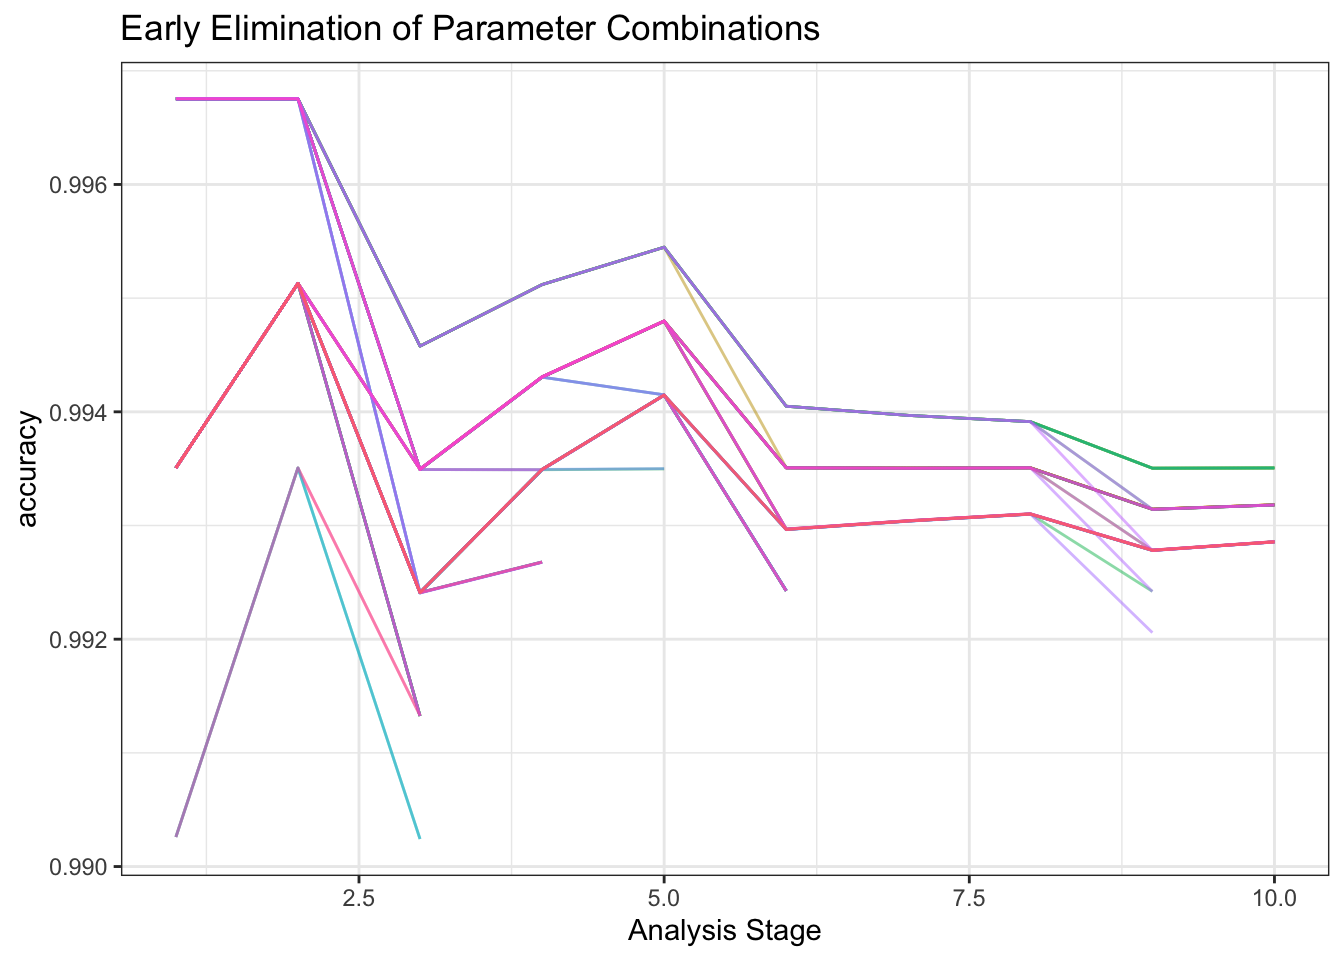 Early Elimination of Parameter Combinations
0.996
0.994
0.992
0.990
accuracy
2.5
5.0
7.5
10.0
Analysis Stage